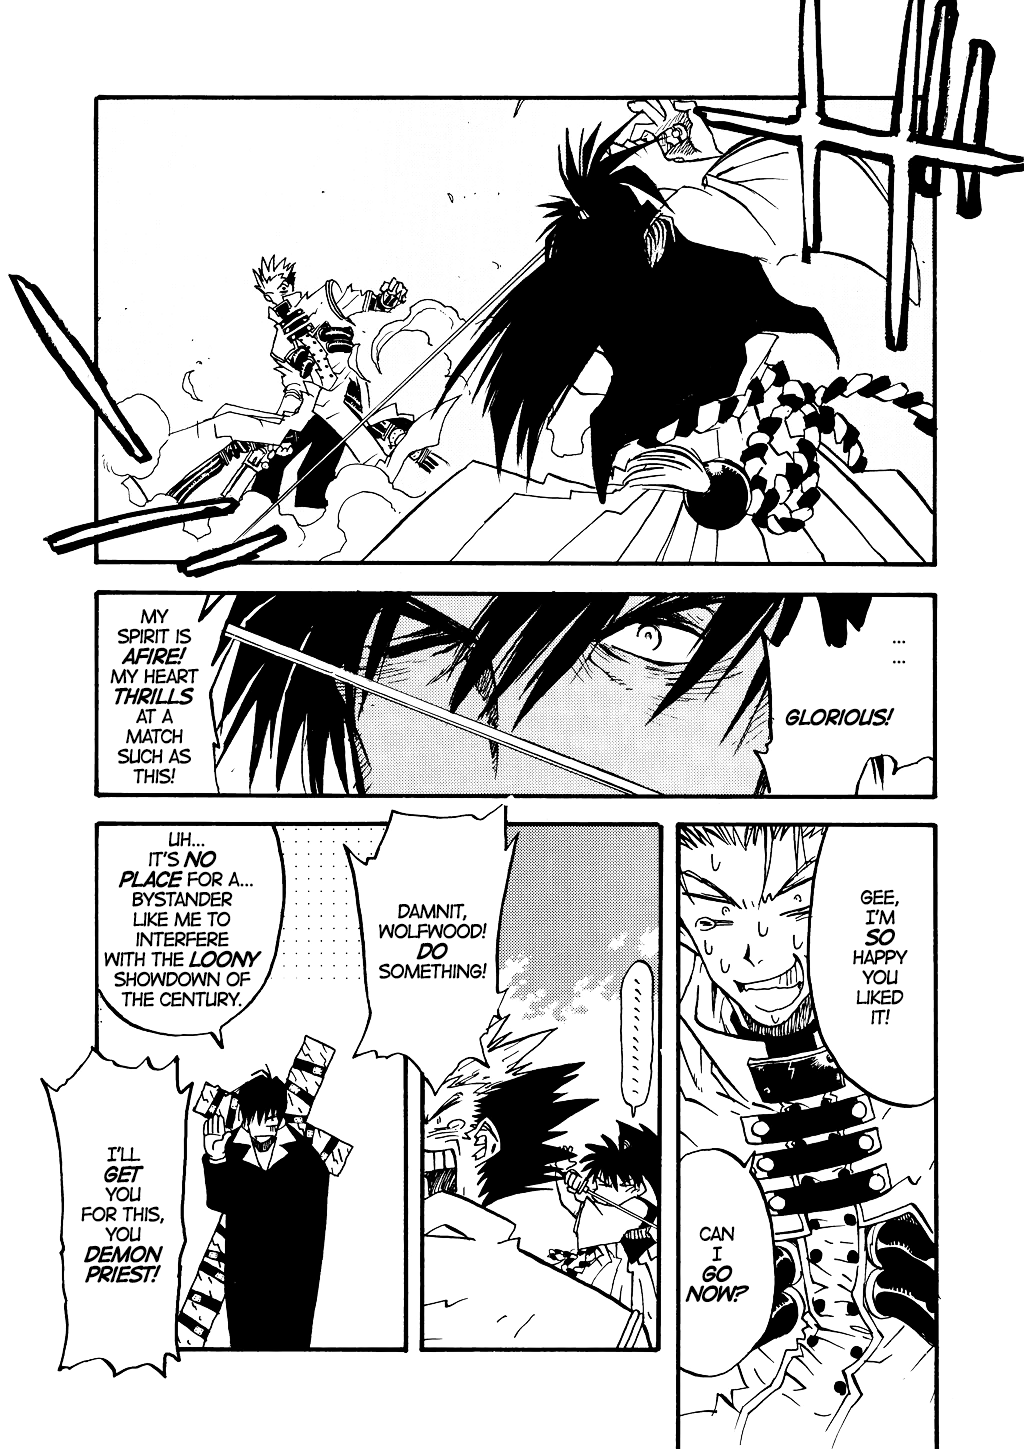 ...
...
GLORIOUS!
MY
SPIRIT IS
AFIRE!
MY HEART
THRILLS
AT A
MATCH
SUCH AS
THIS!
GEE,
I'M
SO
HAPPY
YOU
LIKED
IT!
CAN
I
GO
NOW?
DAMNIT,
WOLFWOOD!
DO
SOMETHING!
UH...
IT'S NO
PLACE FOR A...
BYSTANDER
LIKE ME TO
INTERFERE
WITH THE LOONY
SHOWDOWN OF
THE CENTURY.
I'LL
GET
YOU
FOR THIS,
YOU
DEMON
PRIEST!